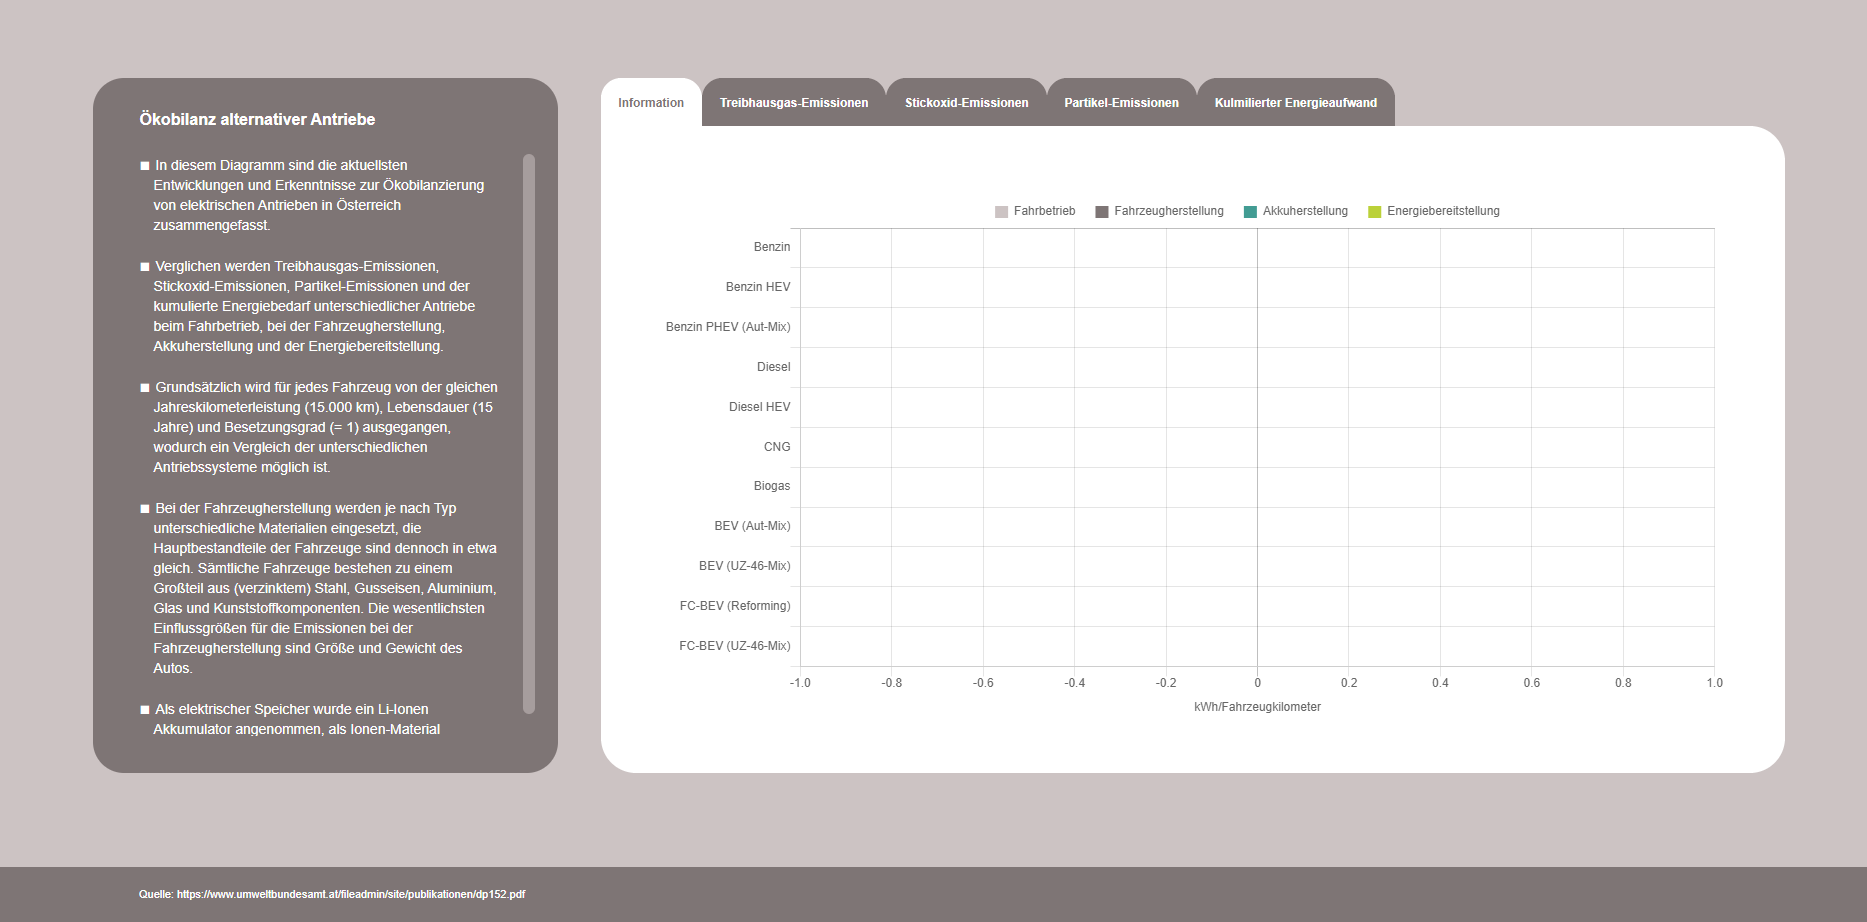 Ökobilanz alternativer Antriebe
■ In diesem Diagramm sind die aktuellsten
Entwicklungen und Erkenntnisse zur Ökobilanzierung
von elektrischen Antrieben in Österreich
zusammengefasst.
■ Verglichen werden Treibhausgas-Emissionen,
Stickoxid-Emissionen, Partikel-Emissionen und der
kumulierte Energiebedarf unterschiedlicher Antriebe
beim Fahrbetrieb, bei der Fahrzeugherstellung,
Akkuherstellung und der Energiebereitstellung.
■ Grundsätzlich wird für jedes Fahrzeug von der gleichen
Jahreskilometerleistung (15.000 km), Lebensdauer (15
Jahre) und Besetzungsgrad (= 1) ausgegangen,
wodurch ein Vergleich der unterschiedlichen
Antriebssysteme möglich ist.
■ Bei der Fahrzeugherstellung werden je nach Typ
unterschiedliche Materialien eingesetzt, die
Hauptbestandteile der Fahrzeuge sind dennoch in etwa
gleich. Sämtliche Fahrzeuge bestehen zu einem
Großteil aus (verzinktem) Stahl, Gusseisen, Aluminium,
Glas und Kunststoffkomponenten. Die wesentlichsten
Einflussgrößen für die Emissionen bei der
Fahrzeugherstellung sind Größe und Gewicht des
Autos.
■ Als elektrischer Speicher wurde ein Li-Ionen
Akkumulator angenommen, als Ionen-Material
Information Treibhausgas-Emissionen Stickoxid-Emissionen Partikel-Emissionen Kulmilierter Energieaufwand
Fahrbetrieb Fahrzeugherstellung Akkuherstellung Energiebereitstellung
Benzin
Benzin HEV
Benzin PHEV (Aut-Mix)
Diesel
Diesel HEV
CNG
Biogas
BEV (Aut-Mix)
BEV (UZ-46-Mix)
FC-BEV (Reforming)
FC-BEV (UZ-46-Mix)
-1.0 -0.8 -0.6 -0.4 -0.2 0 0.2 0.4 0.6 0.8 1.0
kWh/Fahrzeugkilometer
Quelle: https://www.umweltbundesamt.at/fileadmin/site/publikationen/dp152.pdf